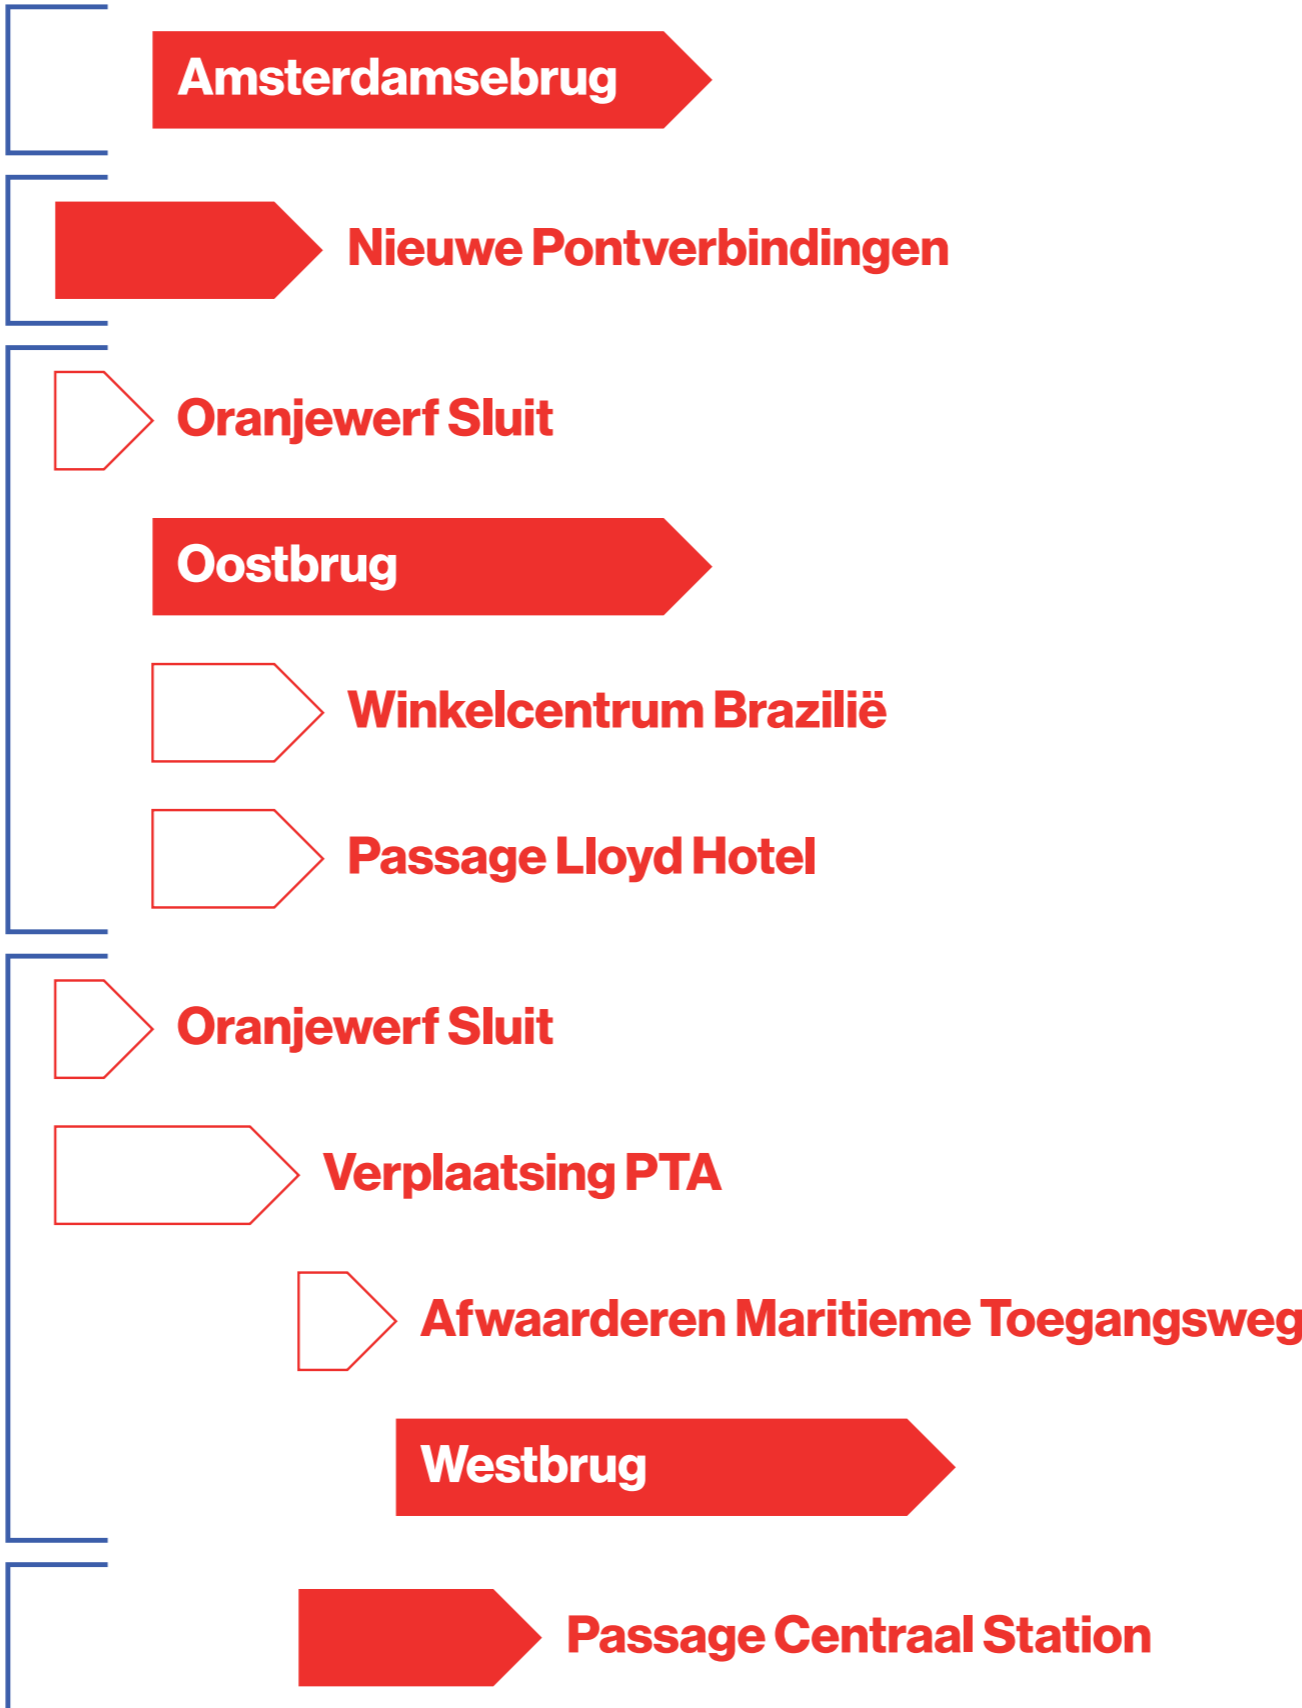 Amsterdamsebrug
Nieuwe Pontverbindingen
Oranjewerf Sluit
Oostbrug
Winkelcentrum Brazilië
Passage Lloyd Hotel
Oranjewerf Sluit
Verplaatsing PTA
Afwaarderen Maritieme Toegangsweg
Westbrug
Passage Centraal Station